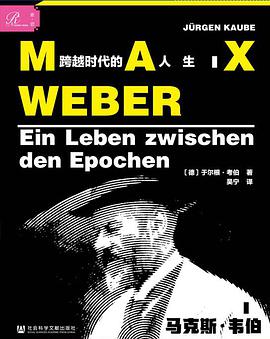 JÜRGEN KAUBE
M 跨越时代的 A 人 生 X
WEBER
Ein Leben zwischen
den Epochen
[德] 于尔根·考伯 著
吴宁 译
马克斯·韦伯
社会科学文献出版社